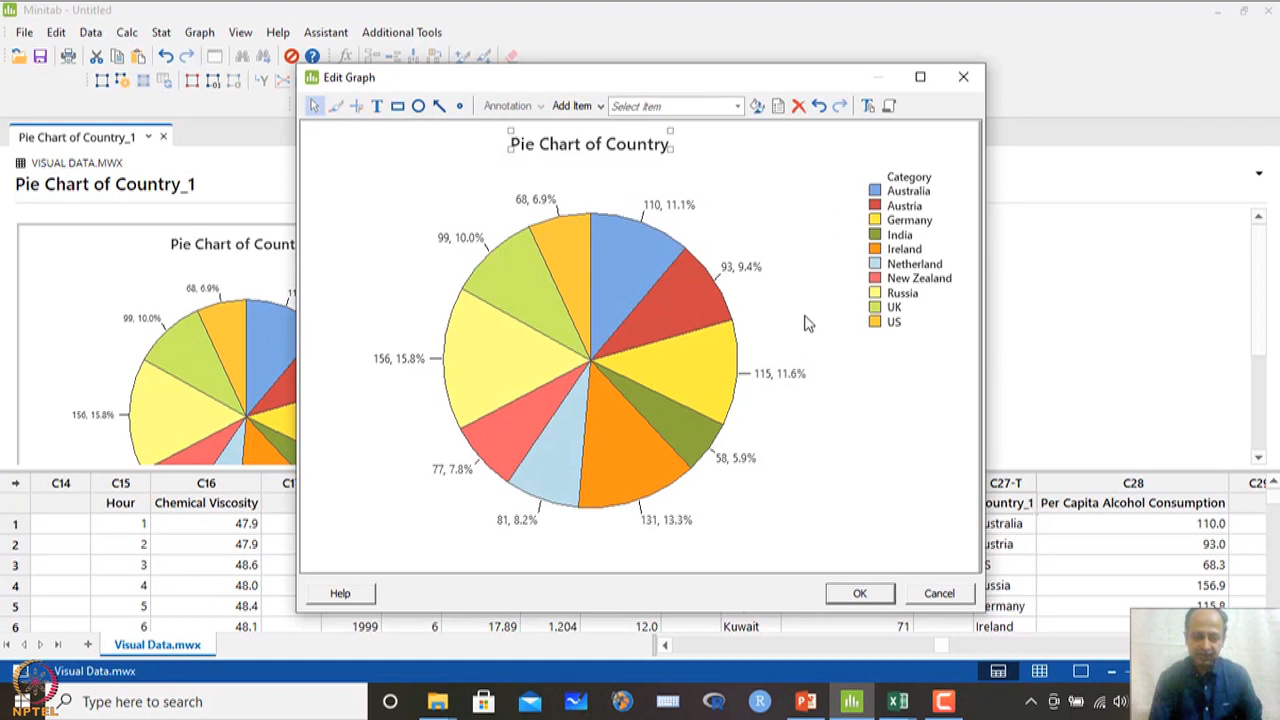 Minitab - Untitled
File Edit Data Calc Stat Graph View Help Assistant Additional Tools
Edit Graph
Annotation Add Item Select Item
Pie Chart of Country_1
VISUAL DATA.MWX
Pie Chart of Country_1
Pie Chart of Count
68, 6.9%
99, 10.0%
156, 15.8%
Pie Chart of Country
68, 6.9%
110, 11.1%
99, 10.0%
93, 9.4%
156, 15.8%
115, 11.6%
58, 5.9%
77, 7.8%
81, 8.2%
131, 13.3%
Category
Australia
Austria
Germany
India
Ireland
Netherland
New Zealand
Russia
UK
US
Help OK Cancel
C14 C15 C16 C27-T C28
Hour Chemical Viscosity ountry_1 Per Capita Alcohol Consumption
1 1 47.9 ustralia 110.0
2 2 47.9 ustria 93.0
3 3 48.6 S 68.3
4 4 48.0 ussia 156.9
5 5 48.4 ermany 115.8
6 6 48.1 1999 6 17.89 1.204 12.0 Kuwait 71 Ireland
Visual Data.mwx
Visual Data.mwx
Type here to search
NPTEL